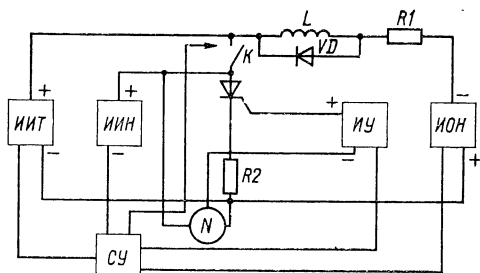 L
R1
VD
К
+
+
+
−
ИИТ
ИИН
ИУ
ИОН
−
−
−
+
R2
N
СУ